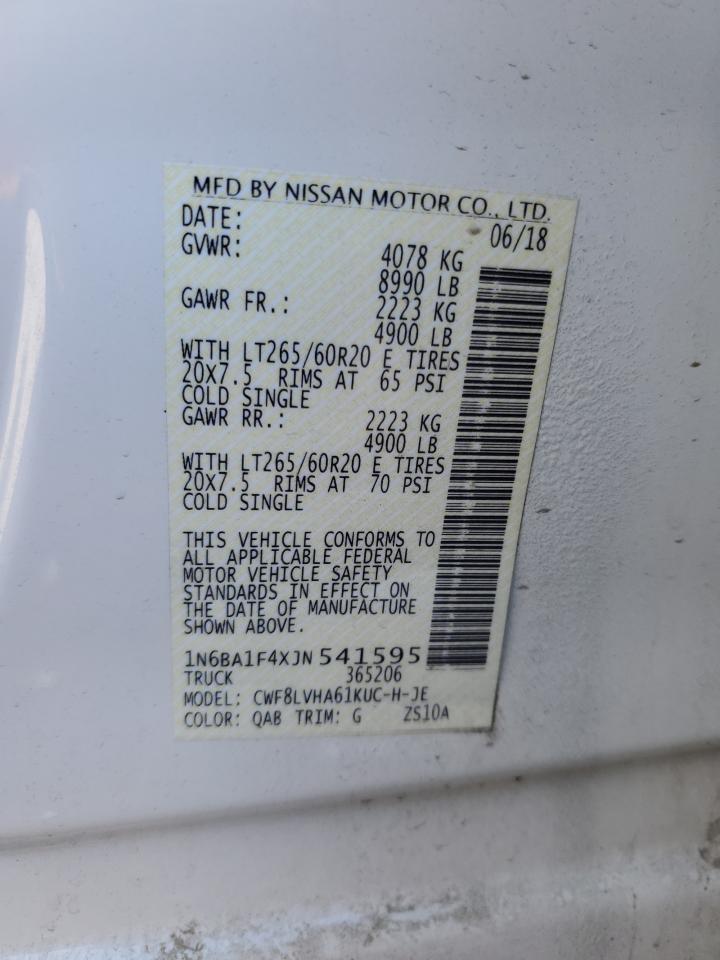 MFD BY NISSAN MOTOR CO., LTD.
DATE: 06/18
GVWR: 4078 KG
8990 LB
GAWR FR.: 2223 KG
4900 LB
WITH LT265/60R20 E TIRES
20X7.5 RIMS AT 65 PSI
COLD SINGLE
GAWR RR.: 2223 KG
4900 LB
WITH LT265/60R20 E TIRES
20X7.5 RIMS AT 70 PSI
COLD SINGLE
THIS VEHICLE CONFORMS TO
ALL APPLICABLE FEDERAL
MOTOR VEHICLE SAFETY
STANDARDS IN EFFECT ON
THE DATE OF MANUFACTURE
SHOWN ABOVE.
1N6BA1F4XJN541595
TRUCK 365206
MODEL: CWF8LVHA61KUC-H-JE
COLOR: QAB TRIM: G ZS10A